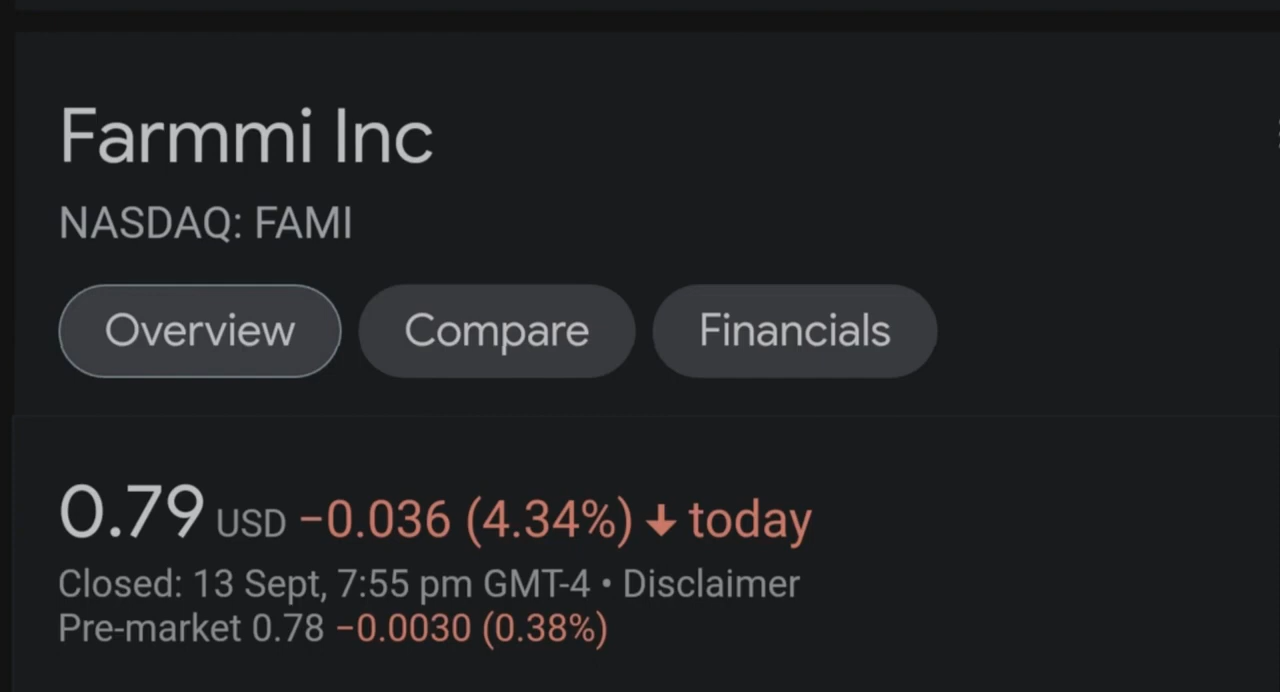 Farmmi Inc
NASDAQ: FAMI
Overview Compare Financials
0.79 USD −0.036 (4.34%) ↓ today
Closed: 13 Sept, 7:55 pm GMT-4 • Disclaimer
Pre-market 0.78 −0.0030 (0.38%)